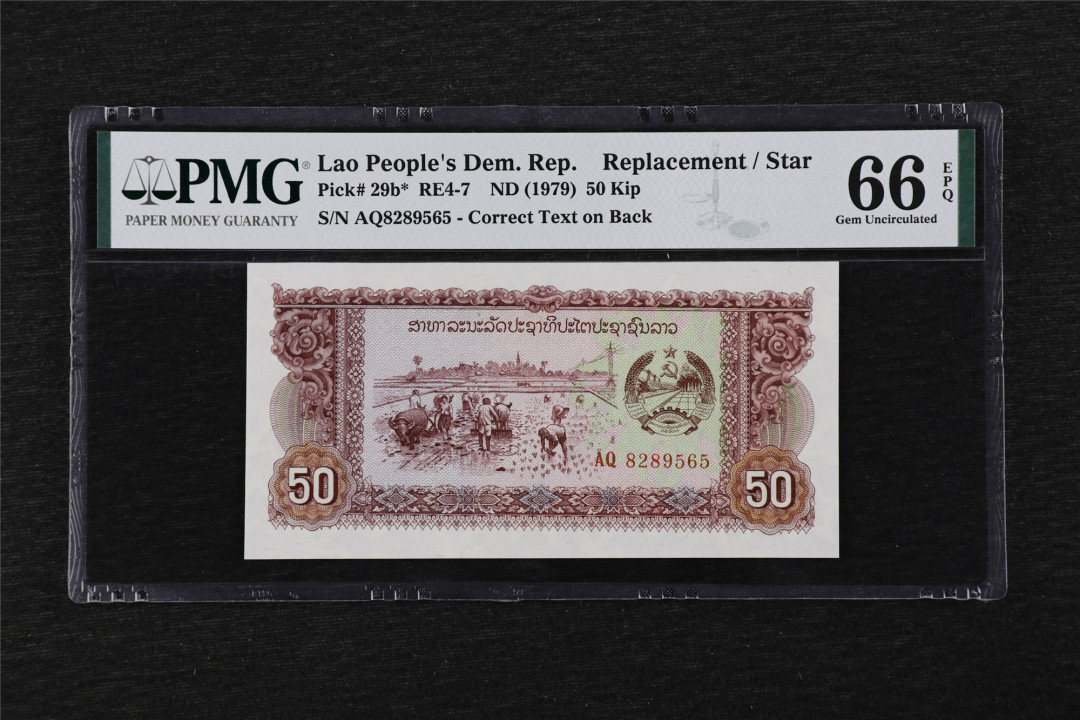 PMG®
PAPER MONEY GUARANTY
Lao People's Dem. Rep. Replacement / Star
Pick# 29b* RE4-7 ND (1979) 50 Kip
S/N AQ8289565 - Correct Text on Back
66 EPQ
Gem Uncirculated
ສາທາລະນະລັດປະຊາທິປະໄຕປະຊາຊົນລາວ
AQ 8289565
50
50